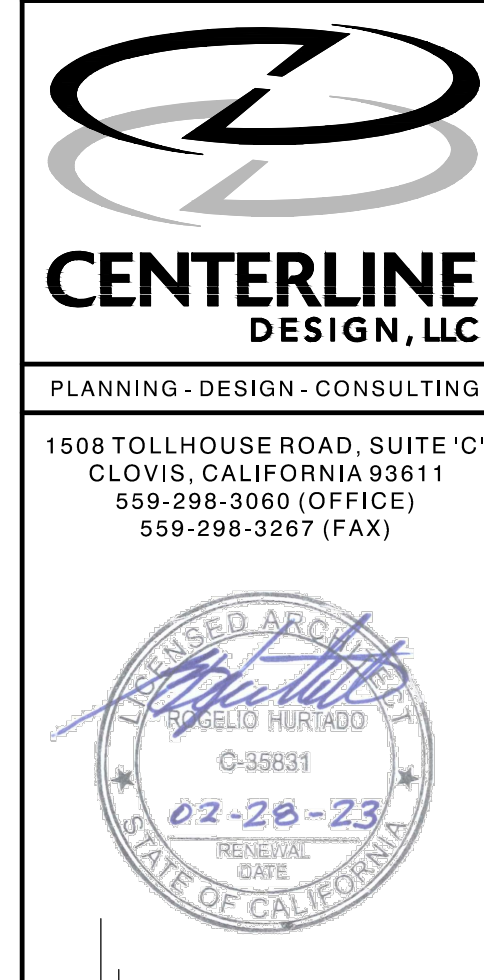 CENTERLINE
DESIGN, LLC
PLANNING - DESIGN - CONSULTING
1508 TOLLHOUSE ROAD, SUITE 'C'
CLOVIS, CALIFORNIA 93611
559-298-3060 (OFFICE)
559-298-3267 (FAX)
LICENSED ARCHITECT
ROGELIO HURTADO
C-35831
02-28-23
RENEWAL
DATE
STATE OF CALIFORNIA